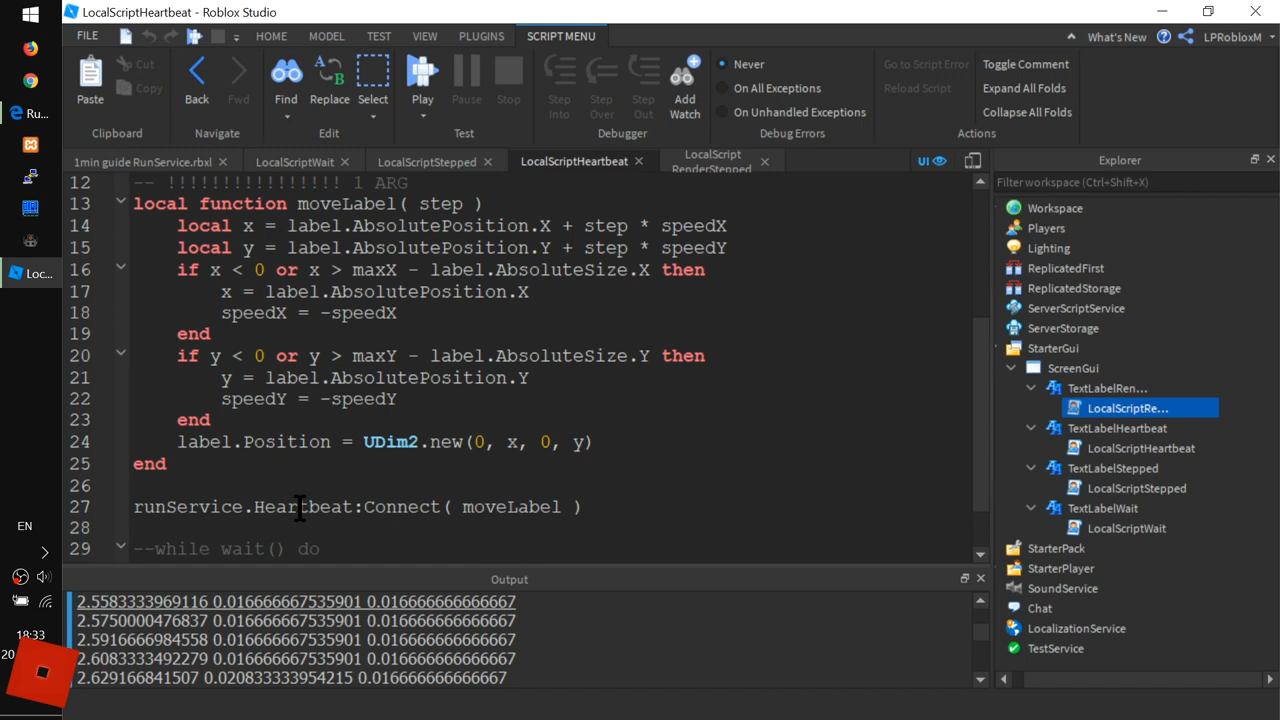 LocalScriptHeartbeat - Roblox Studio
FILE HOME MODEL TEST VIEW PLUGINS SCRIPT MENU What's New LPRobloxM
Paste Cut Copy Back Fwd Find Replace Select Play Pause Stop Step Into Step Over Step Out Add Watch Never On All Exceptions On Unhandled Exceptions Go to Script Error Reload Script Toggle Comment Expand All Folds Collapse All Folds
Clipboard Navigate Edit Test Debugger Debug Errors Actions
1min guide RunService.rbxl LocalScriptWait LocalScriptStepped LocalScriptHeartbeat LocalScript RenderStepped UI
12 -- !!!!!!!!!!!!!!!! 1 ARG
13 local function moveLabel( step )
14 local x = label.AbsolutePosition.X + step * speedX
15 local y = label.AbsolutePosition.Y + step * speedY
16 if x < 0 or x > maxX - label.AbsoluteSize.X then
17 x = label.AbsolutePosition.X
18 speedX = -speedX
19 end
20 if y < 0 or y > maxY - label.AbsoluteSize.Y then
21 y = label.AbsolutePosition.Y
22 speedY = -speedY
23 end
24 label.Position = UDim2.new(0, x, 0, y)
25 end
26
27 runService.Heartbeat:Connect( moveLabel )
28
29 --while wait() do
Output
2.5583333969116 0.016666667535901 0.016666666666667
2.5750000476837 0.016666667535901 0.016666666666667
2.5916666984558 0.016666667535901 0.016666666666667
2.6083333492279 0.016666667535901 0.016666666666667
2.629166841507 0.020833333954215 0.016666666666667
Explorer
Filter workspace (Ctrl+Shift+X)
Workspace
Players
Lighting
ReplicatedFirst
ReplicatedStorage
ServerScriptService
ServerStorage
StarterGui
ScreenGui
TextLabelRen...
LocalScriptRe...
TextLabelHeartbeat
LocalScriptHeartbeat
TextLabelStepped
LocalScriptStepped
TextLabelWait
LocalScriptWait
StarterPack
StarterPlayer
SoundService
Chat
LocalizationService
TestService
Ru...
Loc...
EN
18:33
20